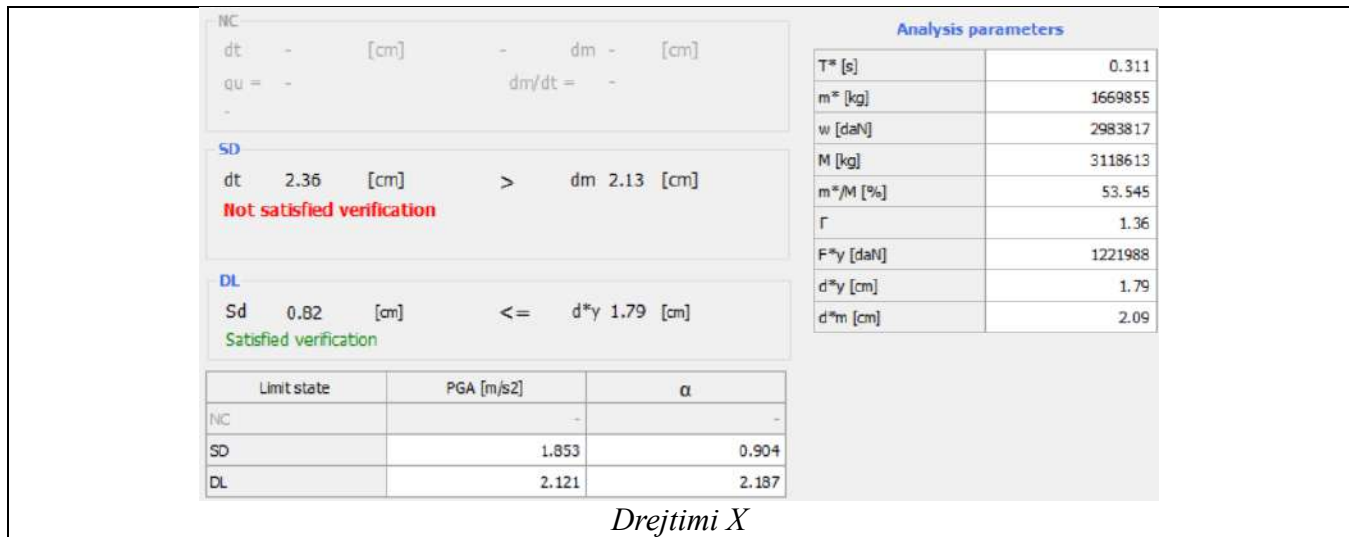 NC
dt - [cm] - dm - [cm]
qu = - dm/dt = -
-
SD
dt 2.36 [cm] > dm 2.13 [cm]
Not satisfied verification
DL
Sd 0.82 [cm] <= d*y 1.79 [cm]
Satisfied verification
Limit state PGA [m/s2] α
NC - -
SD 1.853 0.904
DL 2.121 2.187
Analysis parameters
T* [s] 0.311
m* [kg] 1669855
w [daN] 2983817
M [kg] 3118613
m*/M [%] 53.545
Γ 1.36
F*y [daN] 1221988
d*y [cm] 1.79
d*m [cm] 2.09
Drejtimi X